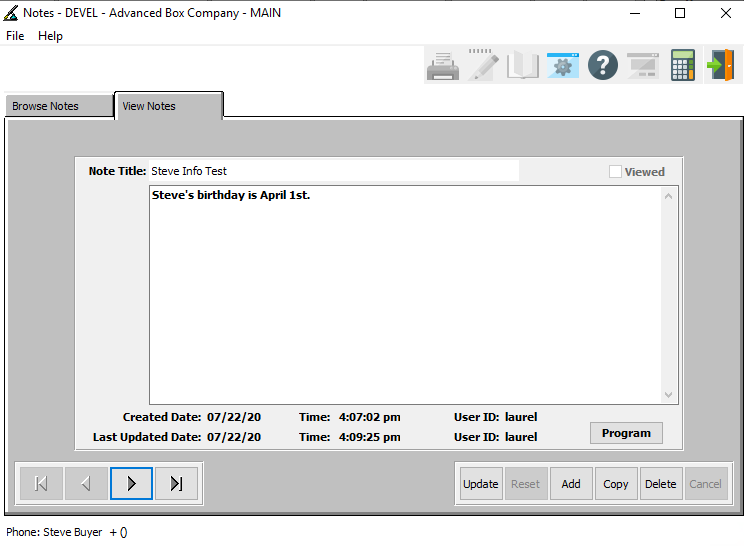 Notes - DEVEL - Advanced Box Company - MAIN
File Help
?
Browse Notes View Notes
Note Title: Steve Info Test Viewed
Steve's birthday is April 1st.
Created Date: 07/22/20 Time: 4:07:02 pm User ID: laurel
Last Updated Date: 07/22/20 Time: 4:09:25 pm User ID: laurel
Program
Update Reset Add Copy Delete Cancel
Phone: Steve Buyer + ()